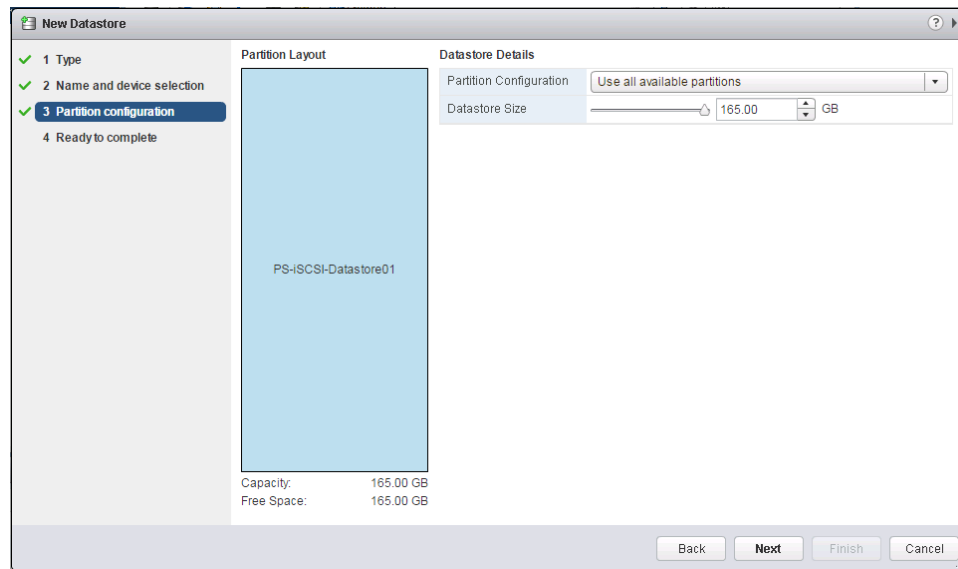 New Datastore
?
1 Type
2 Name and device selection
3 Partition configuration
4 Ready to complete
Partition Layout
PS-iSCSI-Datastore01
Capacity: 165.00 GB
Free Space: 165.00 GB
Datastore Details
Partition Configuration Use all available partitions
Datastore Size 165.00 GB
Back Next Finish Cancel